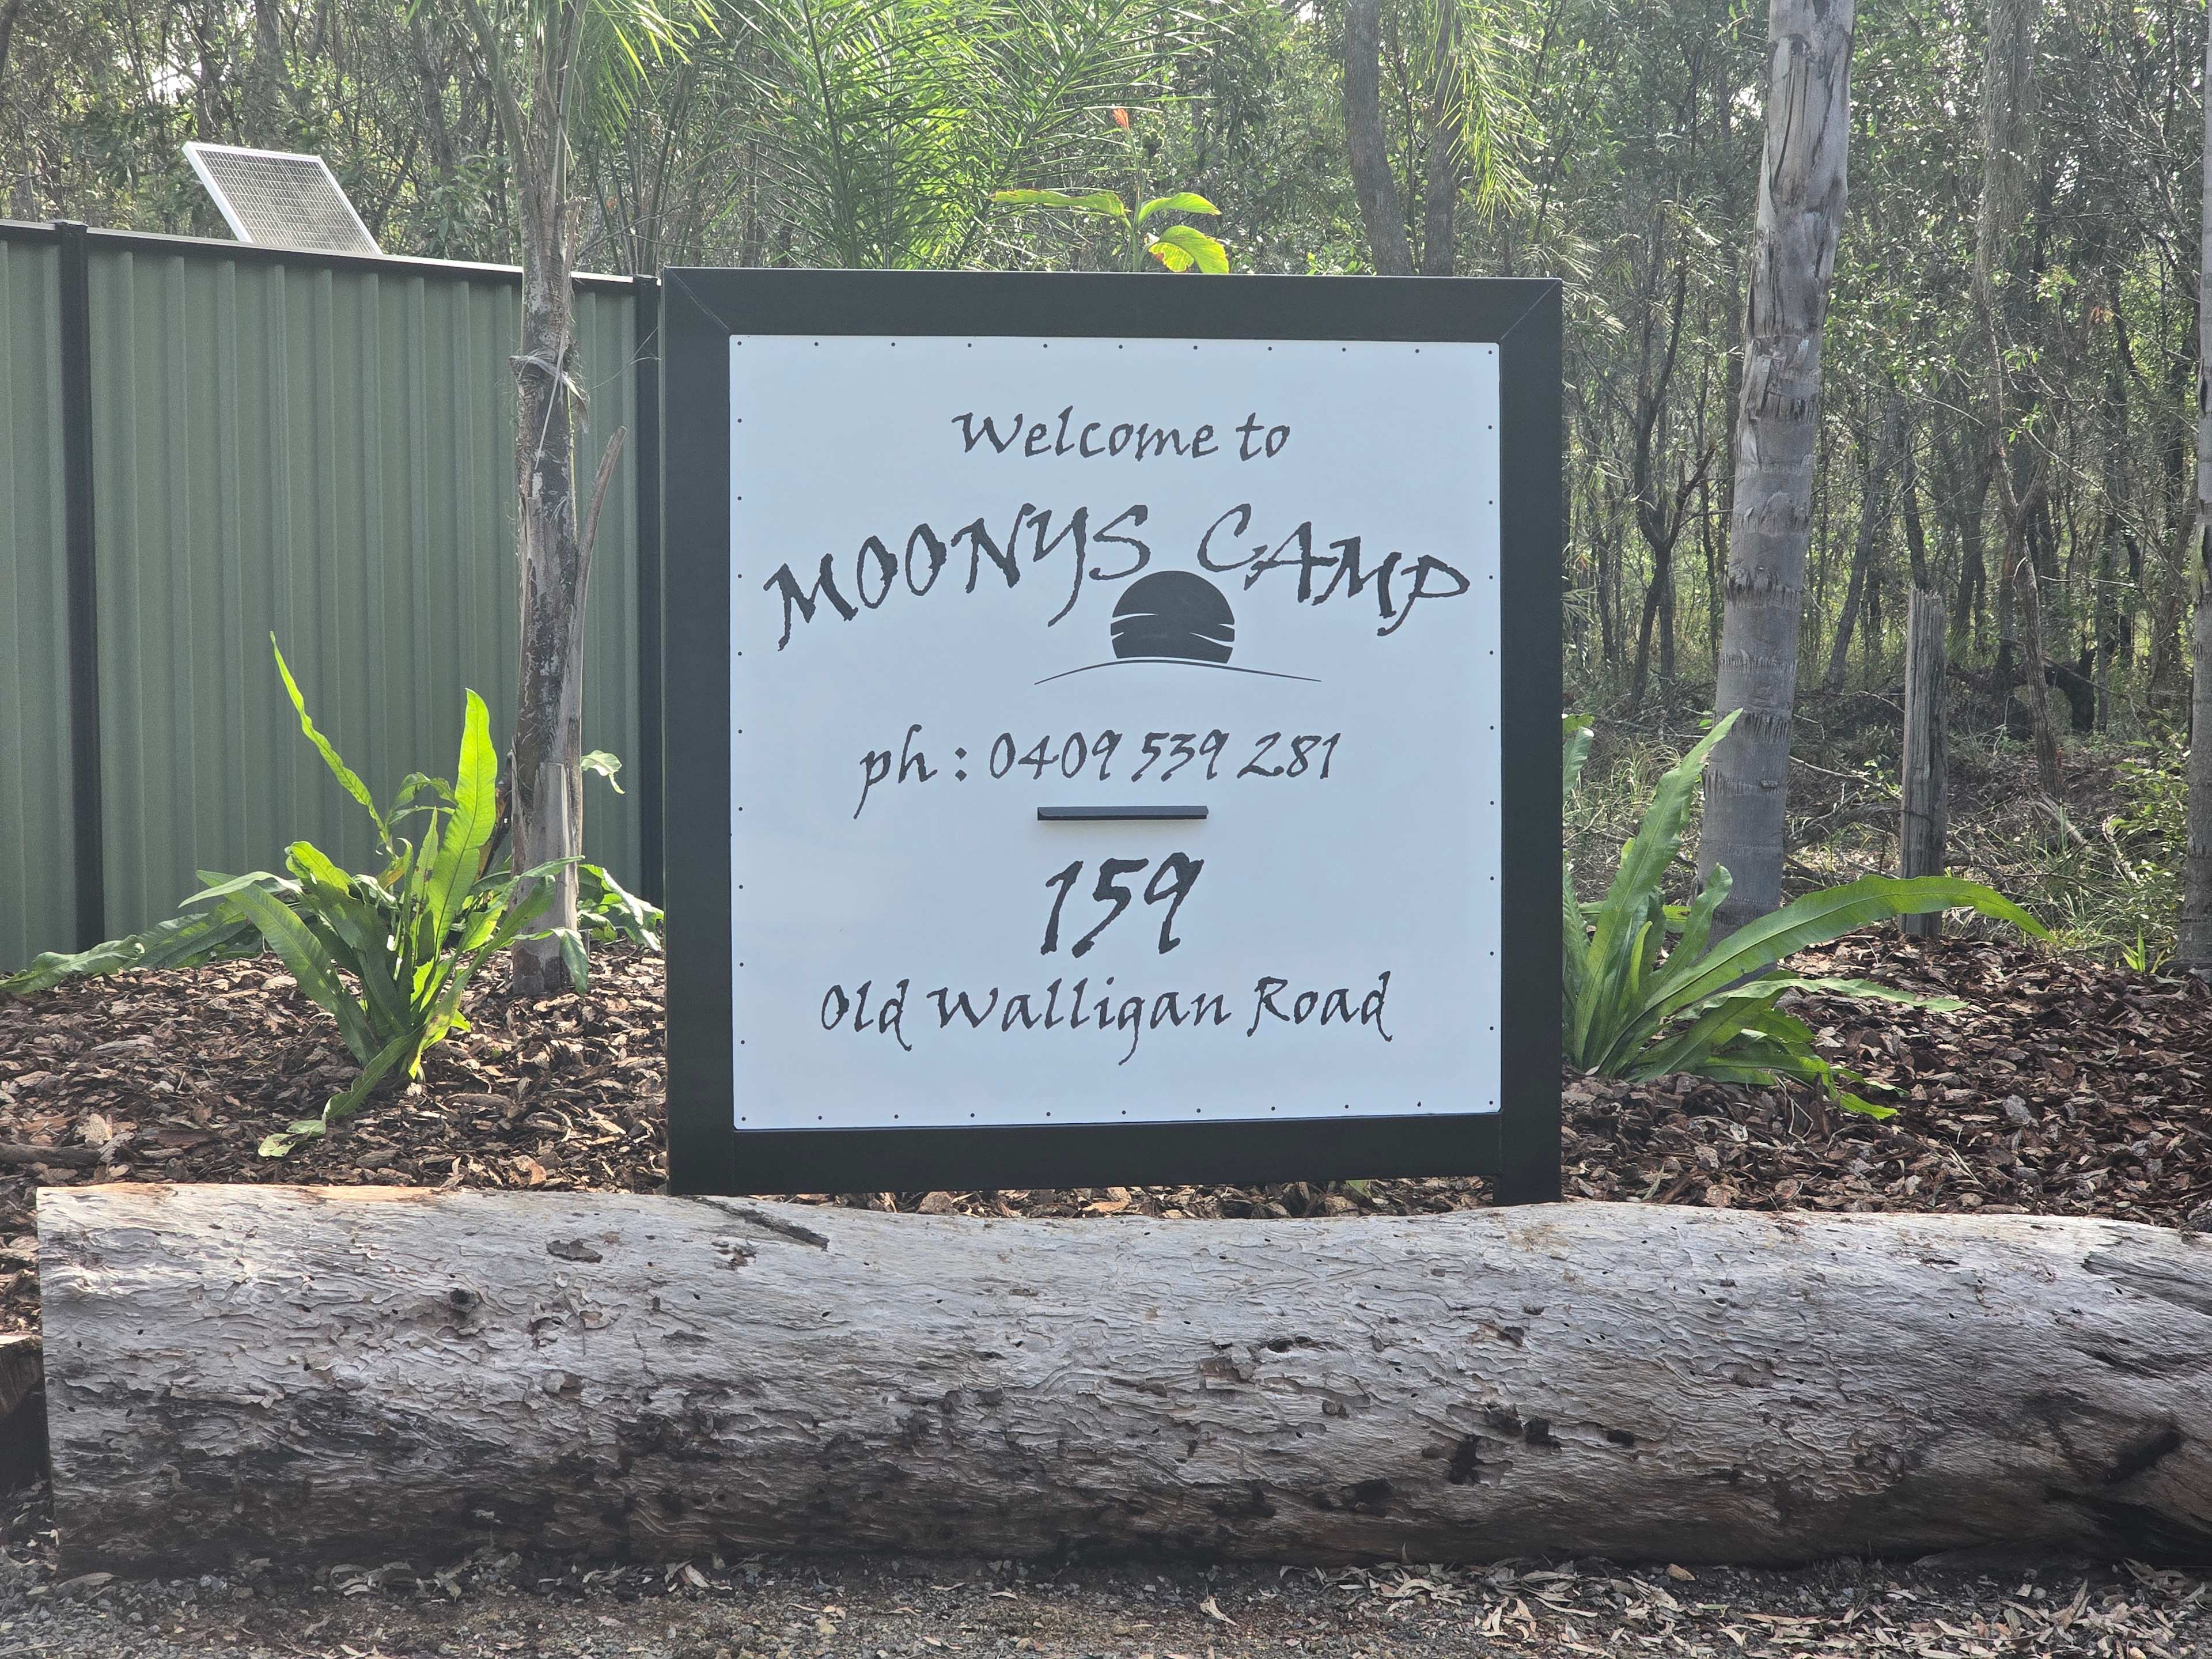 Welcome to
MOONYS CAMP
ph : 0409 539 281
159
Old Walligan Road